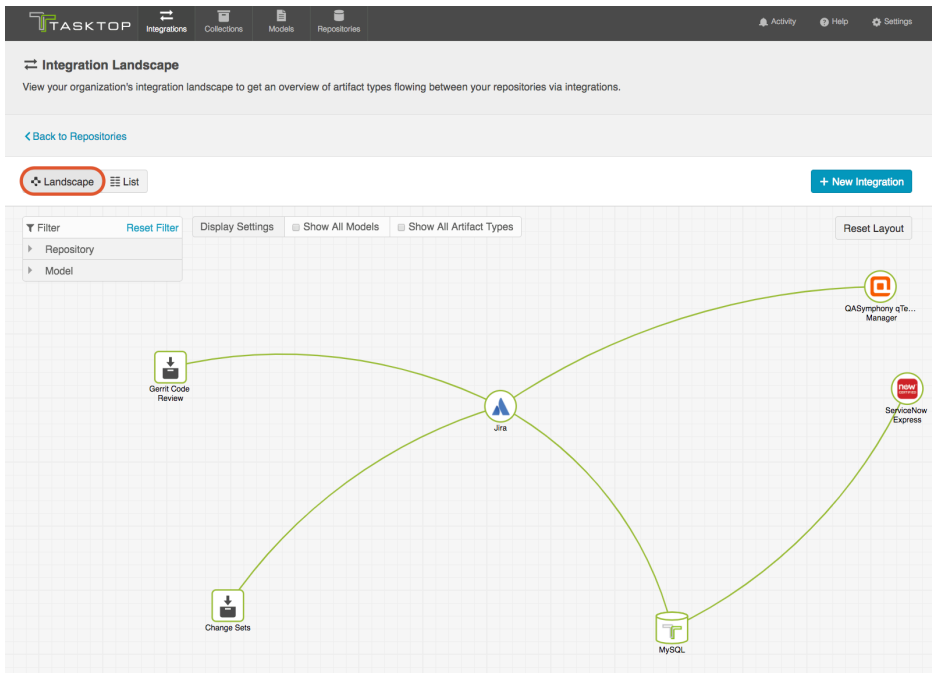 TASKTOP
Integrations
Collections
Models
Repositories
Activity
Help
Settings
Integration Landscape
View your organization's integration landscape to get an overview of artifact types flowing between your repositories via integrations.
Back to Repositories
Landscape
List
+ New Integration
Filter
Reset Filter
Display Settings
Show All Models
Show All Artifact Types
Reset Layout
Repository
Model
QASymphony qTe...
Manager
Gerrit Code
Review
now
ServiceNow
Express
Jira
Change Sets
MySQL